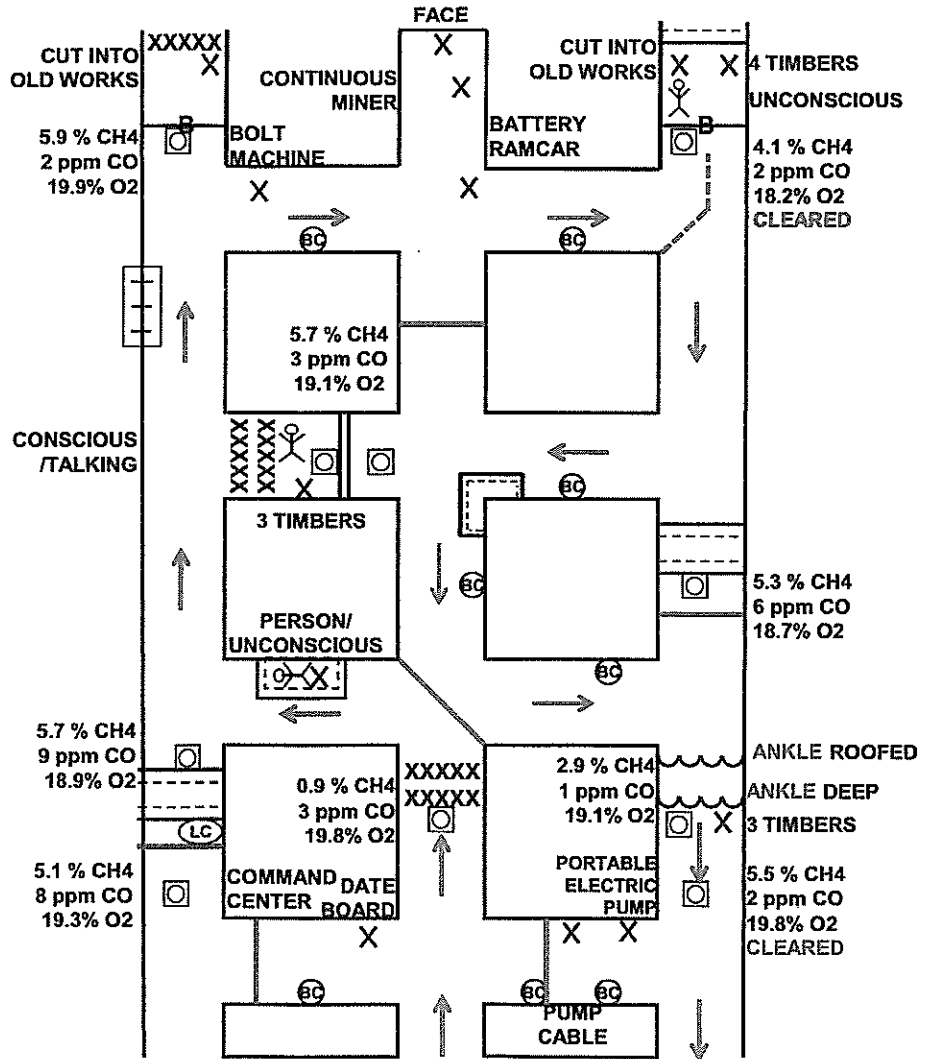 FACE
XXXXX
CUT INTO
OLD WORKS
X
CONTINUOUS
MINER
X
X
CUT INTO
OLD WORKS
X X
4 TIMBERS
UNCONSCIOUS
B
5.9 % CH4
2 ppm CO
19.9% O2
BOLT
MACHINE
X
X
BATTERY
RAMCAR
B
4.1 % CH4
2 ppm CO
18.2% O2
CLEARED
BC
BC
5.7 % CH4
3 ppm CO
19.1% O2
CONSCIOUS
/TALKING
XXXXX
XXXXX
X
3 TIMBERS
BC
BC
PERSON/
UNCONSCIOUS
X
5.3 % CH4
6 ppm CO
18.7% O2
BC
5.7 % CH4
9 ppm CO
18.9% O2
LC
5.1 % CH4
8 ppm CO
19.3% O2
0.9 % CH4
3 ppm CO
19.8% O2
COMMAND
CENTER
DATE
BOARD
X
XXXXX
XXXXX
2.9 % CH4
1 ppm CO
19.1% O2
PORTABLE
ELECTRIC
PUMP
X X
ANKLE ROOFED
ANKLE DEEP
X
3 TIMBERS
5.5 % CH4
2 ppm CO
19.8% O2
CLEARED
BC
BC
BC
PUMP
CABLE